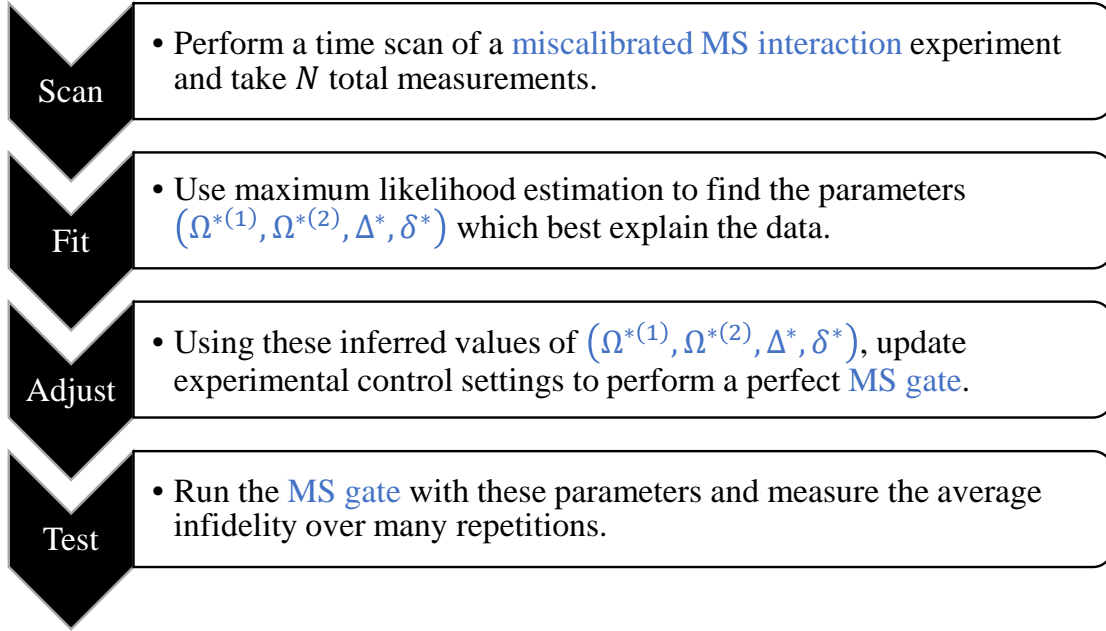 Scan
• Perform a time scan of a miscalibrated MS interaction experiment
and take N total measurements.
Fit
• Use maximum likelihood estimation to find the parameters
(Ω*⁽¹⁾, Ω*⁽²⁾, Δ*, δ*) which best explain the data.
Adjust
• Using these inferred values of (Ω*⁽¹⁾, Ω*⁽²⁾, Δ*, δ*), update
experimental control settings to perform a perfect MS gate.
Test
• Run the MS gate with these parameters and measure the average
infidelity over many repetitions.